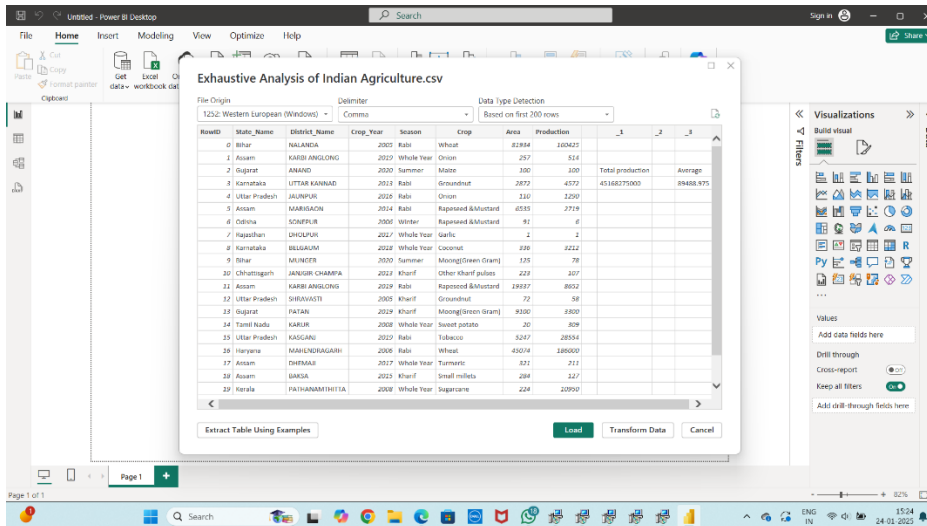 Untitled - Power BI Desktop
Search
Sign in
File Home Insert Modeling View Optimize Help
Share
Paste
Cut
Copy
Format painter
Get data
Excel workbook
Clipboard
Exhaustive Analysis of Indian Agriculture.csv
File Origin Delimiter Data Type Detection
1252: Western European (Windows) Comma Based on first 200 rows
RowID State_Name District_Name Crop_Year Season Crop Area Production _1 _2 _3
0 Bihar NALANDA 2005 Rabi Wheat 81934 160425
1 Assam KARBI ANGLONG 2019 Whole Year Onion 257 514
2 Gujarat ANAND 2020 Summer Maize 100 100 Total production Average
3 Karnataka UTTAR KANNAD 2013 Rabi Groundnut 2872 4572 45168275000 89488.975
4 Uttar Pradesh JAUNPUR 2016 Rabi Onion 110 1290
5 Assam MARIGAON 2014 Rabi Rapeseed &Mustard 6535 2719
6 Odisha SONEPUR 2006 Winter Rapeseed &Mustard 91 6
7 Rajasthan DHOLPUR 2017 Whole Year Garlic 1 1
8 Karnataka BELGAUM 2018 Whole Year Coconut 336 3212
9 Bihar MUNGER 2020 Summer Moong(Green Gram) 125 78
10 Chhattisgarh JANJGIR CHAMPA 2013 Kharif Other Kharif pulses 223 107
11 Assam KARBI ANGLONG 2019 Rabi Rapeseed &Mustard 19337 8652
12 Uttar Pradesh SHRAVASTI 2005 Kharif Groundnut 72 58
13 Gujarat PATAN 2019 Kharif Moong(Green Gram) 9100 3300
14 Tamil Nadu KARUR 2008 Whole Year Sweet potato 20 309
15 Uttar Pradesh KASGANJ 2019 Rabi Tobacco 5247 28554
16 Haryana MAHENDRAGARH 2006 Rabi Wheat 45074 186000
17 Assam DHEMAJI 2017 Whole Year Turmeric 321 211
18 Assam BAKSA 2015 Kharif Small millets 284 127
19 Kerala PATHANAMTHITTA 2008 Whole Year Sugarcane 224 10950
Extract Table Using Examples Load Transform Data Cancel
Filters
Visualizations
Build visual
R
Py
Values
Add data fields here
Drill through
Cross-report
Off
Keep all filters
On
Add drill-through fields here
Page 1
Page 1 of 1
82%
Search
ENG
IN
15:24
24-01-2025